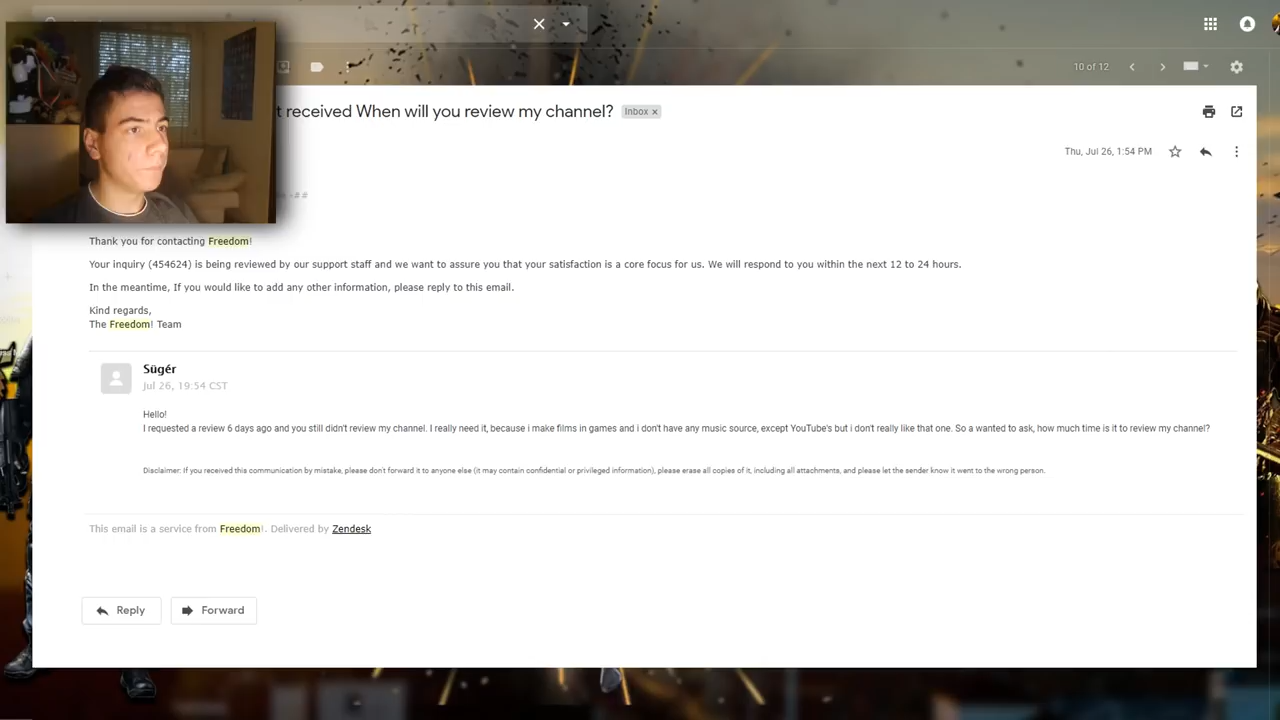 10 of 12
received When will you review my channel?
Inbox ×
Thu, Jul 26, 1:54 PM
Thank you for contacting Freedom!
Your inquiry (454624) is being reviewed by our support staff and we want to assure you that your satisfaction is a core focus for us. We will respond to you within the next 12 to 24 hours.
In the meantime, If you would like to add any other information, please reply to this email.
Kind regards,
The Freedom! Team
Sügér
Jul 26, 19:54 CST
Hello!
I requested a review 6 days ago and you still didn't review my channel. I really need it, because i make films in games and i don't have any music source, except YouTube's but i don't really like that one. So a wanted to ask, how much time is it to review my channel?
Disclaimer: If you received this communication by mistake, please don't forward it to anyone else (it may contain confidential or privileged information), please erase all copies of it, including all attachments, and please let the sender know it went to the wrong person.
This email is a service from Freedom!. Delivered by Zendesk
Reply
Forward